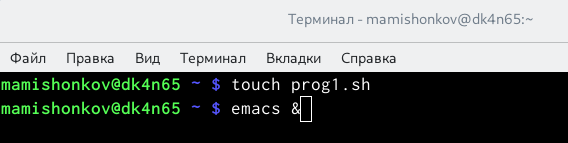 Терминал - mamishonkov@dk4n65:~
Файл Правка Вид Терминал Вкладки Справка
mamishonkov@dk4n65 ~ $ touch prog1.sh
mamishonkov@dk4n65 ~ $ emacs &